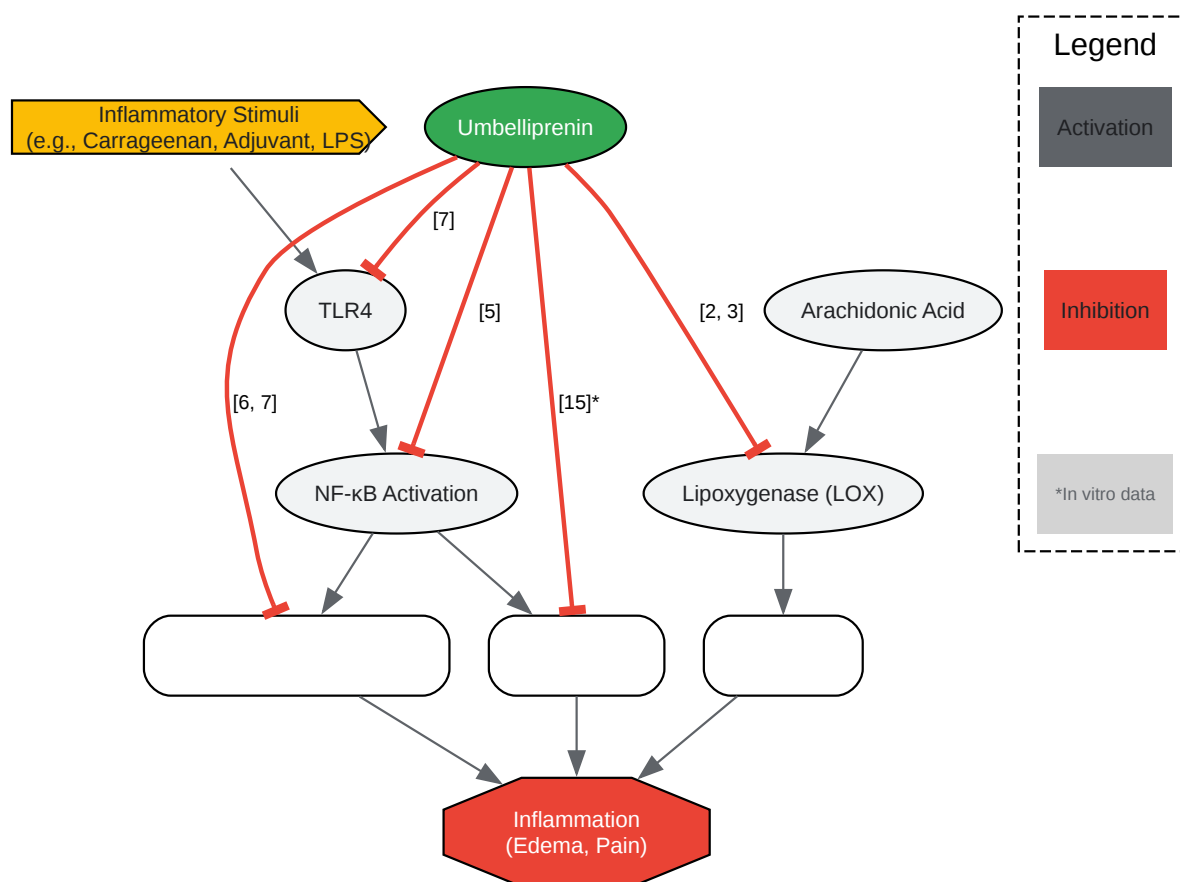 Legend
Inflammatory Stimuli
(e.g., Carrageenan, Adjuvant, LPS)
Umbelliprenin
Activation
[7]
TLR4
[5]
[2, 3]
Arachidonic Acid
Inhibition
[6, 7]
[15]*
NF-κB Activation
Lipoxygenase (LOX)
*In vitro data
Inflammation
(Edema, Pain)